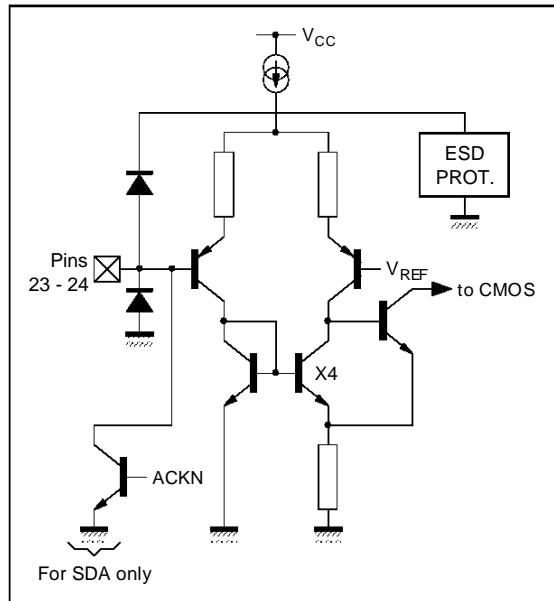 V_CC
ESD
PROT.
Pins
23 - 24
V_REF
to CMOS
X4
ACKN
For SDA only